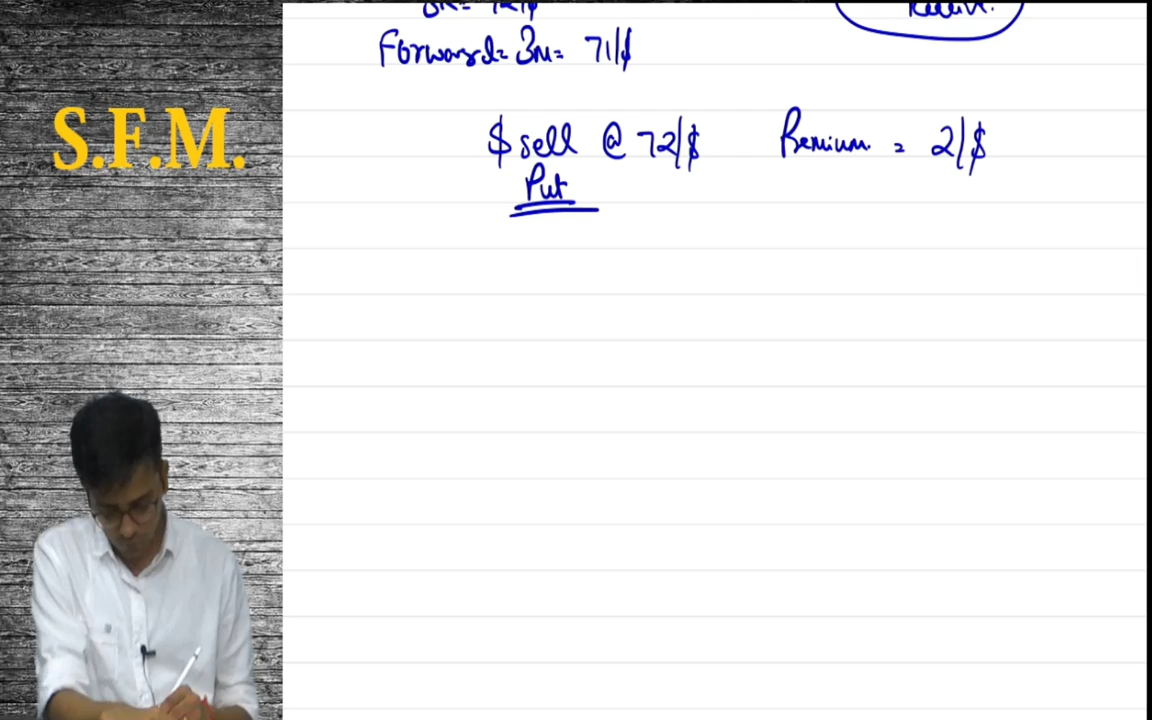 S.F.M.
Forward = 3M = 71/$
$ sell @ 72/$ Premium = 2/$
Put